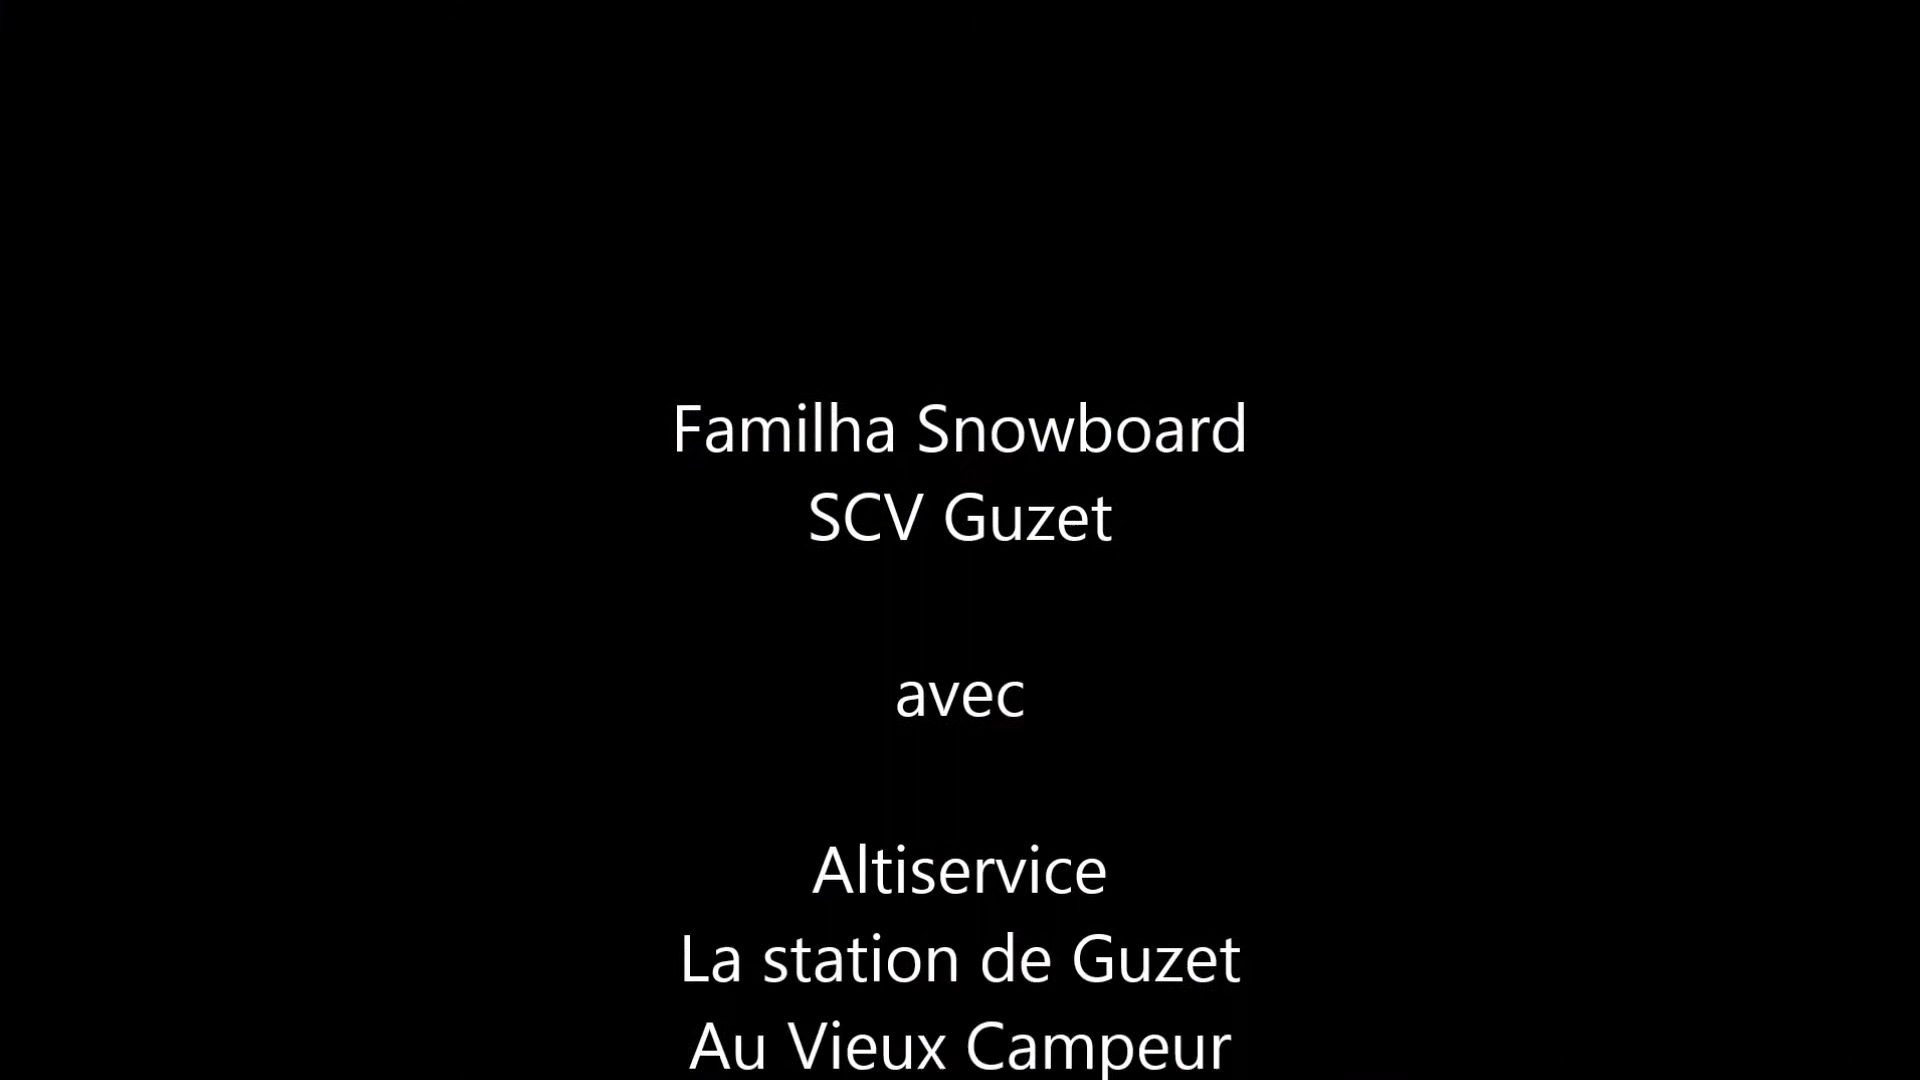 Familha Snowboard
SCV Guzet
avec
Altiservice
La station de Guzet
Au Vieux Campeur